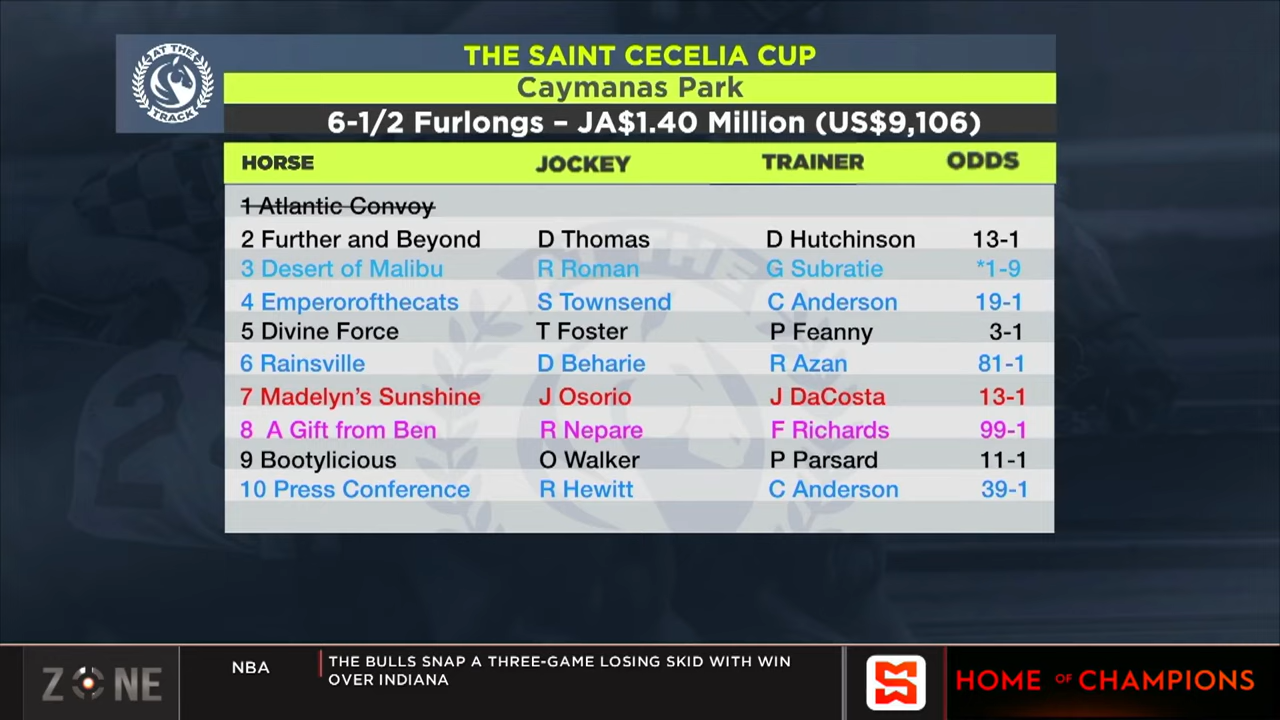 AT THE TRACK
THE SAINT CECELIA CUP
Caymanas Park
6-1/2 Furlongs – JA$1.40 Million (US$9,106)
HORSE JOCKEY TRAINER ODDS
1 Atlantic Convoy
2 Further and Beyond D Thomas D Hutchinson 13-1
3 Desert of Malibu R Roman G Subratie *1-9
4 Emperorofthecats S Townsend C Anderson 19-1
5 Divine Force T Foster P Feanny 3-1
6 Rainsville D Beharie R Azan 81-1
7 Madelyn's Sunshine J Osorio J DaCosta 13-1
8 A Gift from Ben R Nepare F Richards 99-1
9 Bootylicious O Walker P Parsard 11-1
10 Press Conference R Hewitt C Anderson 39-1
ZONE
NBA
THE BULLS SNAP A THREE-GAME LOSING SKID WITH WIN
OVER INDIANA
HOME OF CHAMPIONS